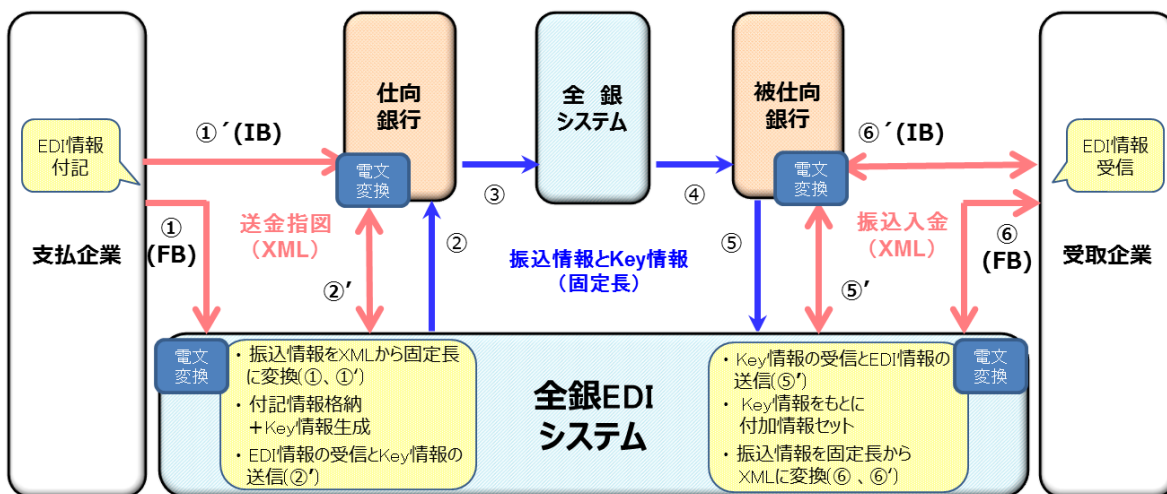 支払企業
EDI情報
付記
①´(IB)
①
(FB)
仕向
銀行
電文
変換
送金指図
（XML）
②
②’
③
全 銀
システム
④
振込情報とKey情報
（固定長）
被仕向
銀行
電文
変換
⑤
⑤’
振込入金
（XML）
⑥´(IB)
⑥
(FB)
EDI情報
受信
受取企業
電文
変換
・ 振込情報をXMLから固定長
に変換(①、①‘)
・ 付記情報格納
＋Key情報生成
・ EDI情報の受信とKey情報の
送信(②’)
全銀EDI
システム
・ Key情報の受信とEDI情報の
送信(⑤’)
・ Key情報をもとに
付加情報セット
・ 振込情報を固定長から
XMLに変換(⑥ 、⑥‘)
電文
変換